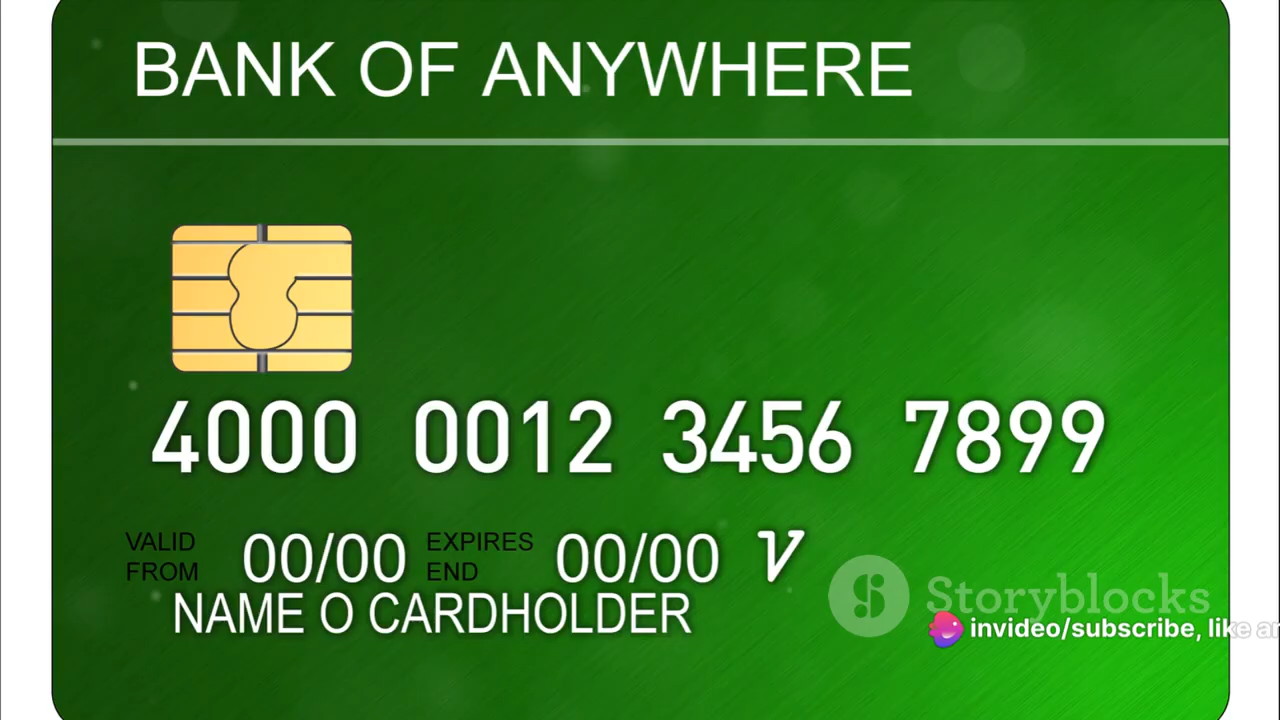 BANK OF ANYWHERE
4000 0012 3456 7899
VALID FROM 00/00 EXPIRES END 00/00 V
NAME O CARDHOLDER
Storyblocks
invideo/subscribe, like